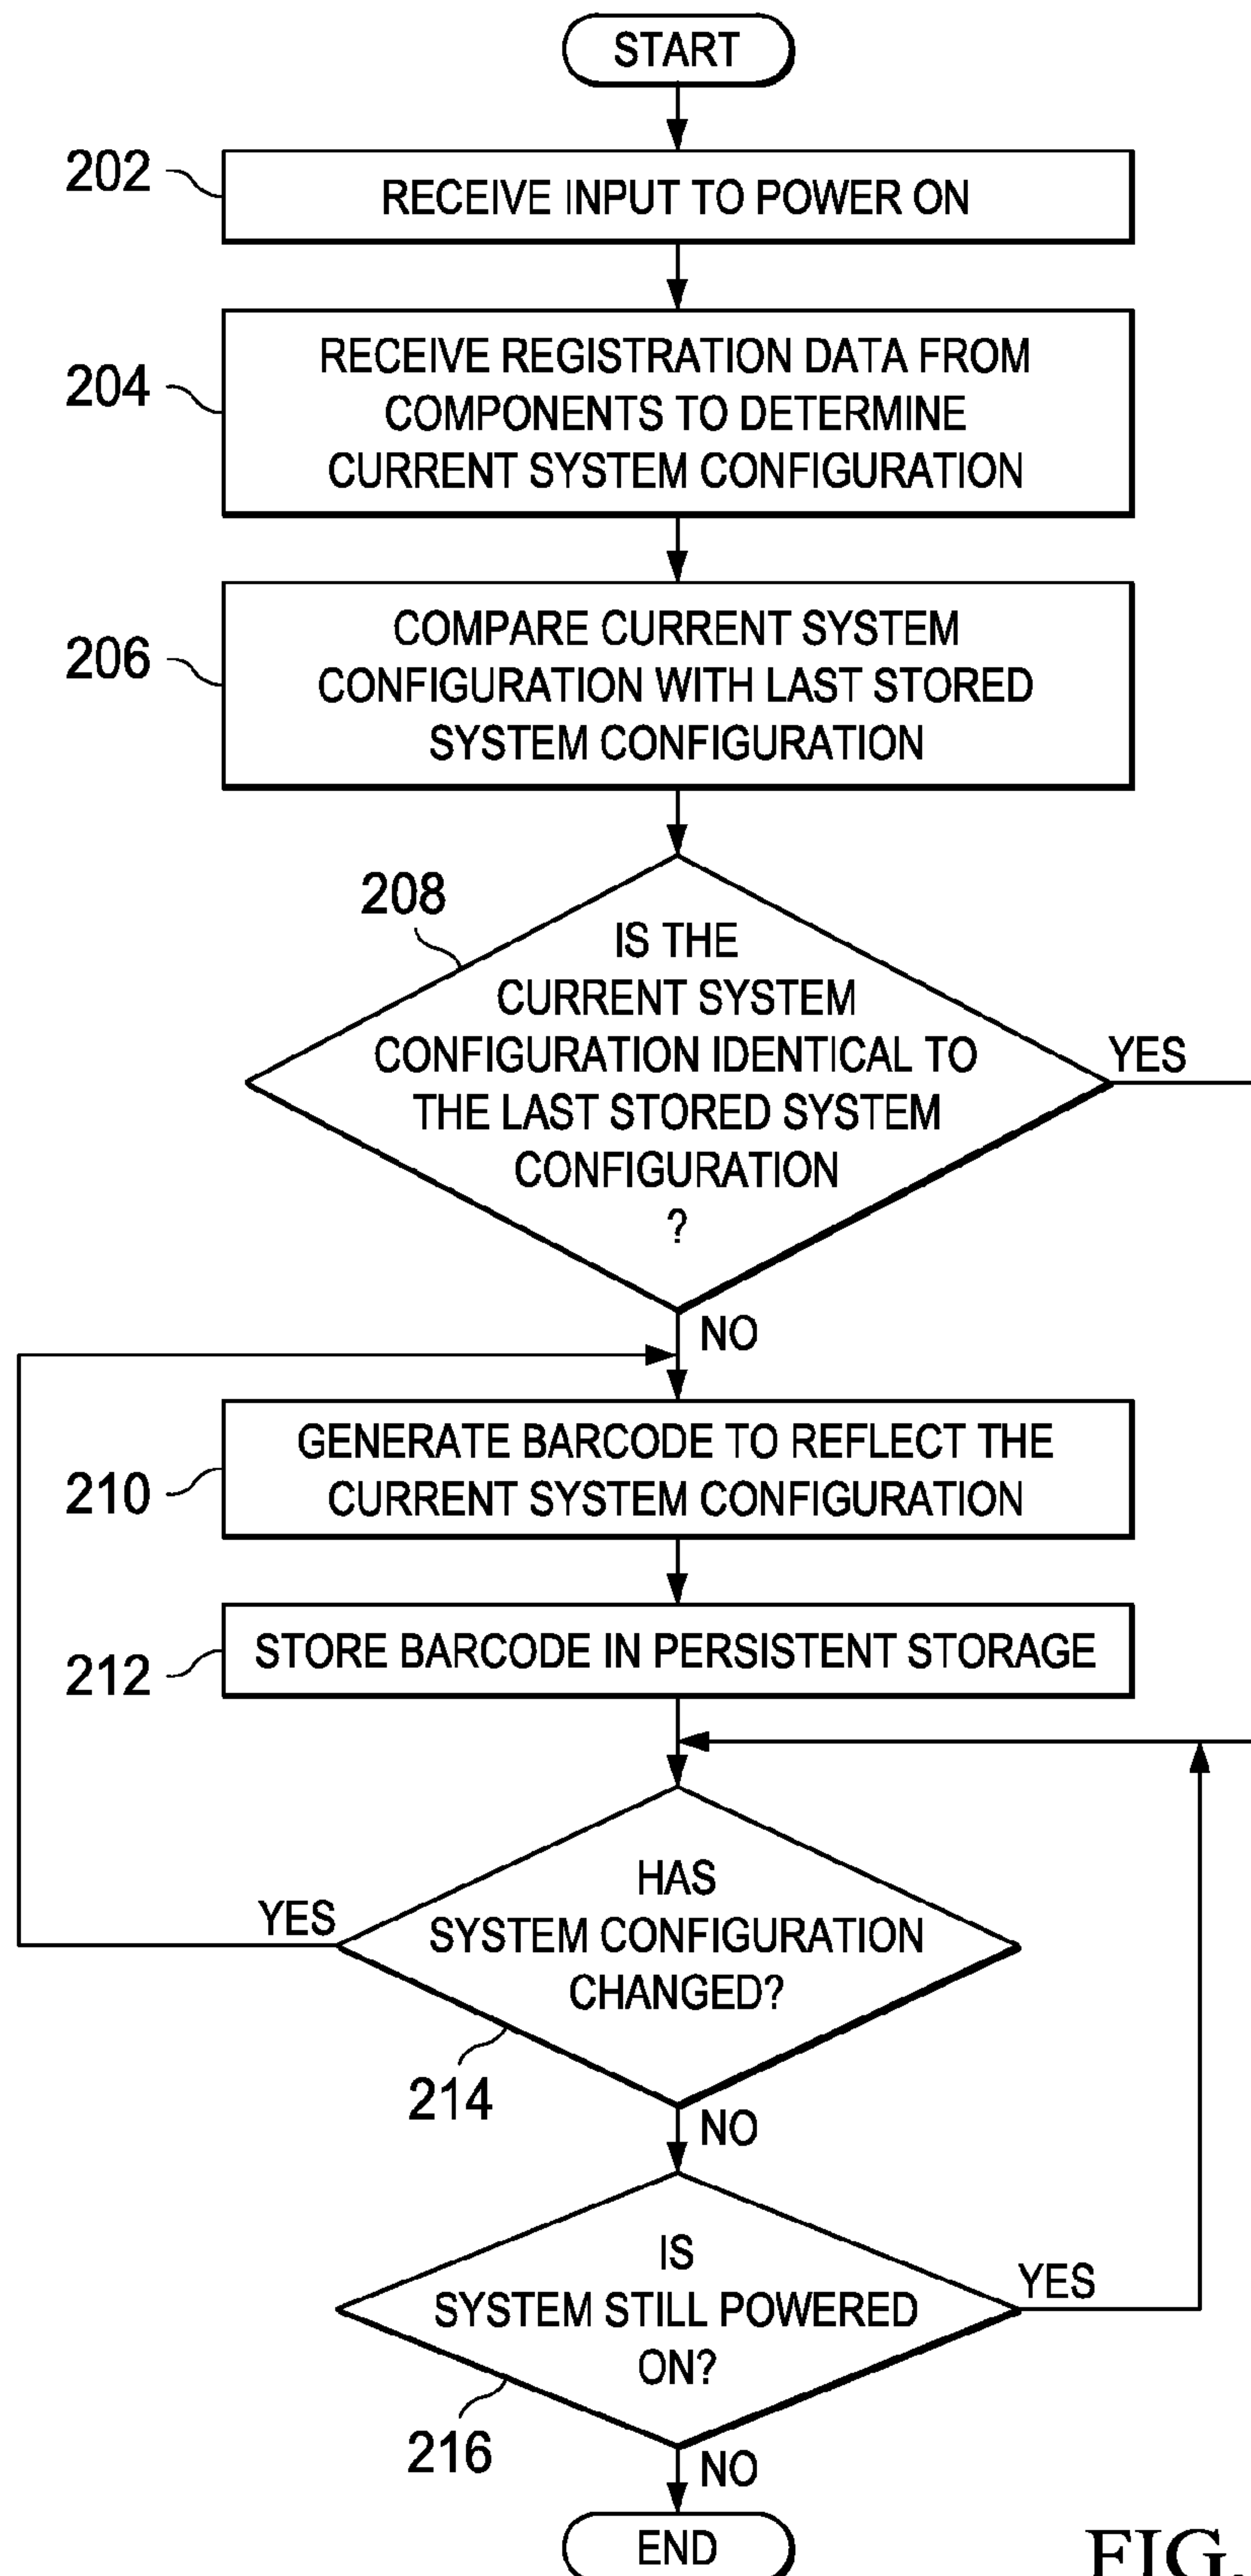 START
202
RECEIVE INPUT TO POWER ON
204
RECEIVE REGISTRATION DATA FROM
COMPONENTS TO DETERMINE
CURRENT SYSTEM CONFIGURATION
206
COMPARE CURRENT SYSTEM
CONFIGURATION WITH LAST STORED
SYSTEM CONFIGURATION
208
IS THE
CURRENT SYSTEM
CONFIGURATION IDENTICAL TO
THE LAST STORED SYSTEM
CONFIGURATION
?
YES
NO
210
GENERATE BARCODE TO REFLECT THE
CURRENT SYSTEM CONFIGURATION
212
STORE BARCODE IN PERSISTENT STORAGE
HAS
SYSTEM CONFIGURATION
CHANGED?
YES
214
NO
IS
SYSTEM STILL POWERED
ON?
YES
216
NO
END
FIG.